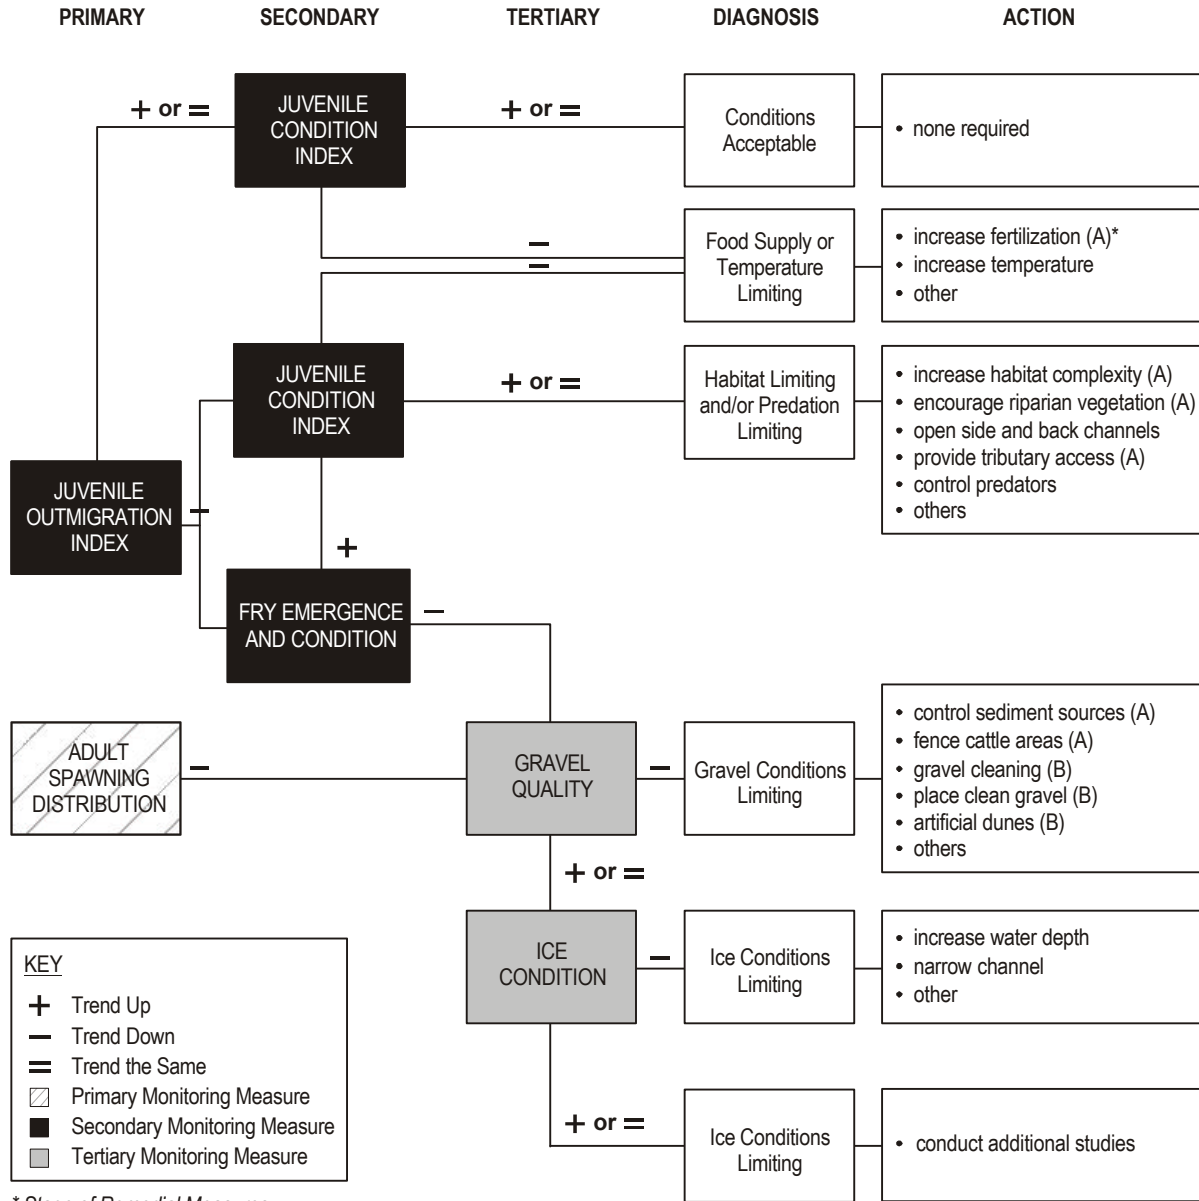 PRIMARY SECONDARY TERTIARY DIAGNOSIS ACTION
+ or =
JUVENILE
CONDITION
INDEX
+ or =
Conditions
Acceptable
• none required
−
−
Food Supply or
Temperature
Limiting
• increase fertilization (A)*
• increase temperature
• other
JUVENILE
CONDITION
INDEX
+ or =
Habitat Limiting
and/or Predation
Limiting
• increase habitat complexity (A)
• encourage riparian vegetation (A)
• open side and back channels
• provide tributary access (A)
• control predators
• others
JUVENILE
OUTMIGRATION
INDEX
−
+
FRY EMERGENCE
AND CONDITION
−
ADULT
SPAWNING
DISTRIBUTION
−
GRAVEL
QUALITY
−
Gravel Conditions
Limiting
• control sediment sources (A)
• fence cattle areas (A)
• gravel cleaning (B)
• place clean gravel (B)
• artificial dunes (B)
• others
+ or =
ICE
CONDITION
−
Ice Conditions
Limiting
• increase water depth
• narrow channel
• other
+ or =
Ice Conditions
Limiting
• conduct additional studies
KEY
+ Trend Up
− Trend Down
= Trend the Same
Primary Monitoring Measure
Secondary Monitoring Measure
Tertiary Monitoring Measure